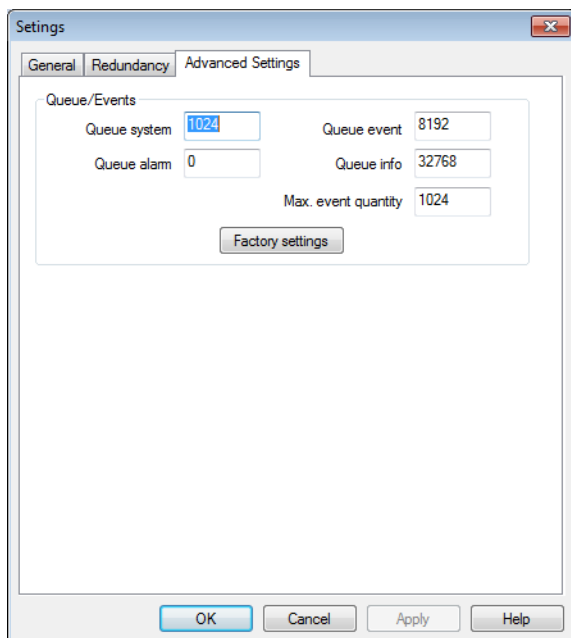 Setings
General Redundancy Advanced Settings
Queue/Events
Queue system 1024 Queue event 8192
Queue alarm 0 Queue info 32768
Max. event quantity 1024
Factory settings
OK Cancel Apply Help